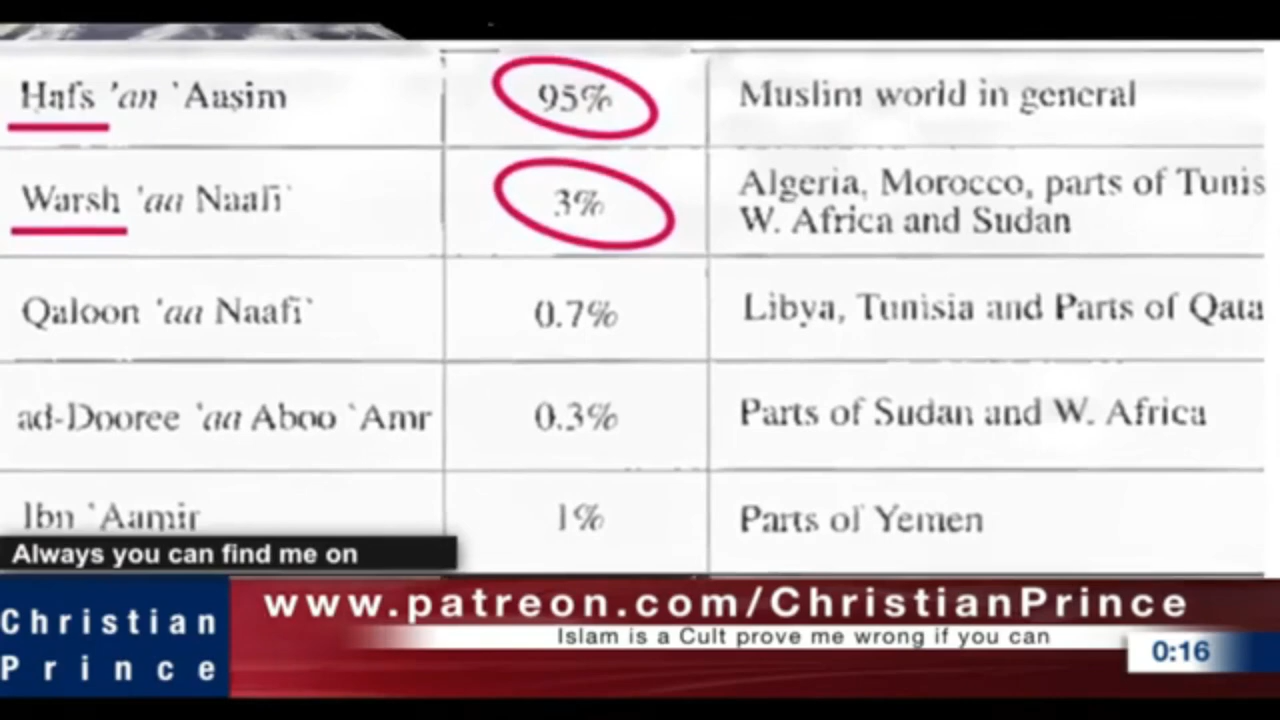 Hafs 'an `Aasim
95%
Muslim world in general
Warsh 'an Naafi`
3%
Algeria, Morocco, parts of Tunis
W. Africa and Sudan
Qaloon 'an Naafi`
0.7%
Libya, Tunisia and Parts of Qata
ad-Dooree 'an Aboo `Amr
0.3%
Parts of Sudan and W. Africa
Ibn `Aamir
1%
Parts of Yemen
Always you can find me on
Christian
Prince
www.patreon.com/ChristianPrince
Islam is a Cult prove me wrong if you can
0:16